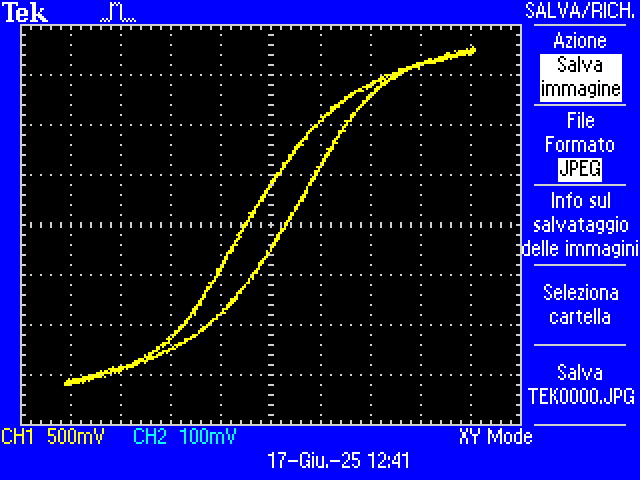 Tek
SALVA/RICH.
Azione
Salva
immagine
File
Formato
JPEG
Info sul
salvataggio
delle immagini
Seleziona
cartella
Salva
TEK0000.JPG
CH1 500mV CH2 100mV XY Mode
17-Giu.-25 12:41